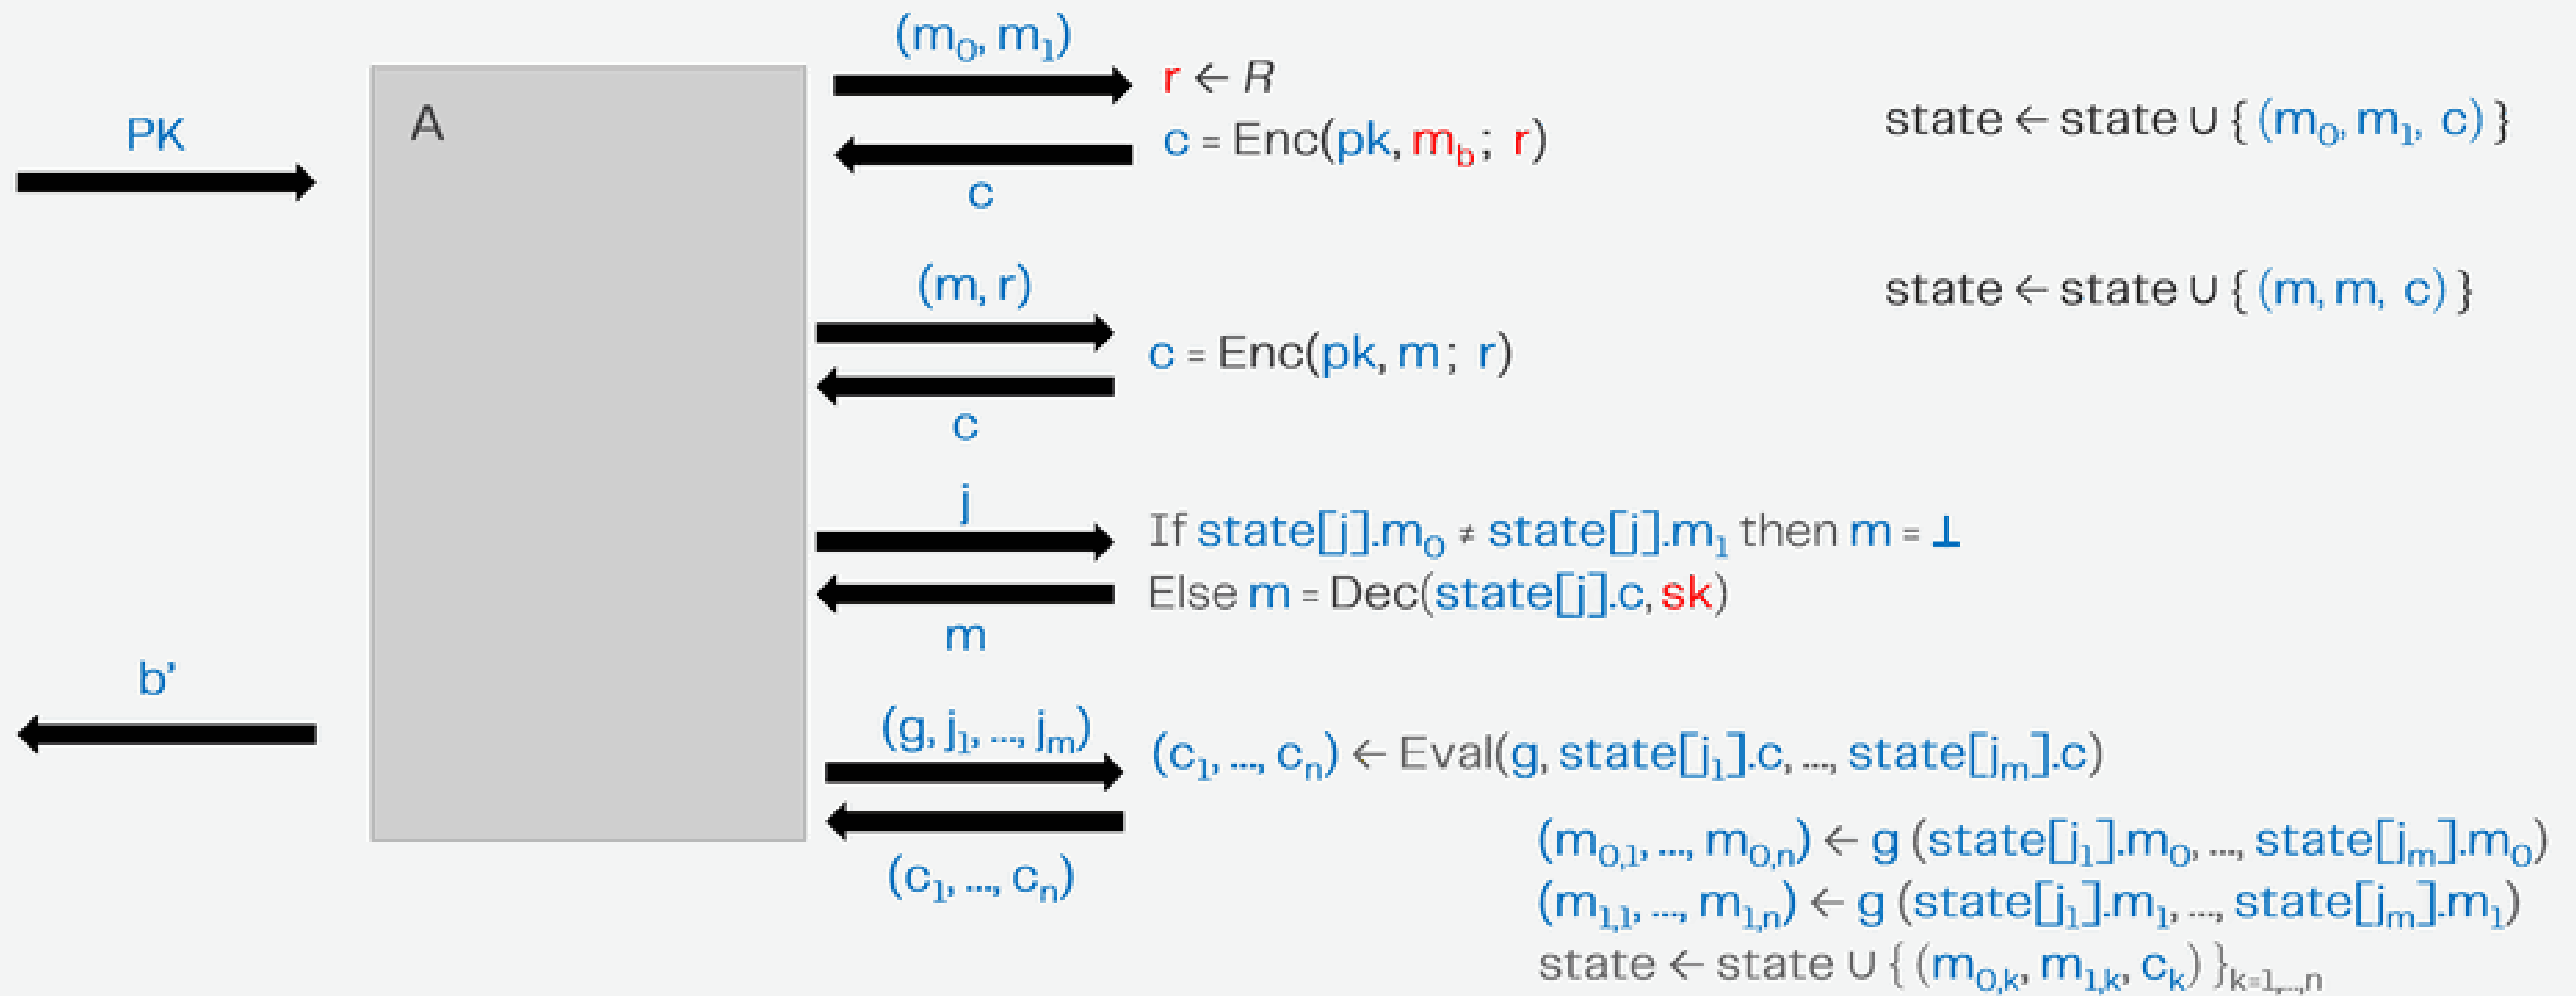 PK
A
b'
(m₀, m₁)
r ← R
c = Enc(pk, m_b; r)
c
state ← state ∪ { (m₀, m₁, c) }
(m, r)
c = Enc(pk, m; r)
c
state ← state ∪ { (m, m, c) }
j
If state[j].m₀ ≠ state[j].m₁ then m = ⊥
Else m = Dec(state[j].c, sk)
m
(g, j₁, ..., jₘ)
(c₁, ..., cₙ) ← Eval(g, state[j₁].c, ..., state[jₘ].c)
(c₁, ..., cₙ)
(m₀,₁, ..., m₀,ₙ) ← g (state[j₁].m₀, ..., state[jₘ].m₀)
(m₁,₁, ..., m₁,ₙ) ← g (state[j₁].m₁, ..., state[jₘ].m₁)
state ← state ∪ { (m₀,ₖ, m₁,ₖ, cₖ) }ₖ₌₁,...,ₙ